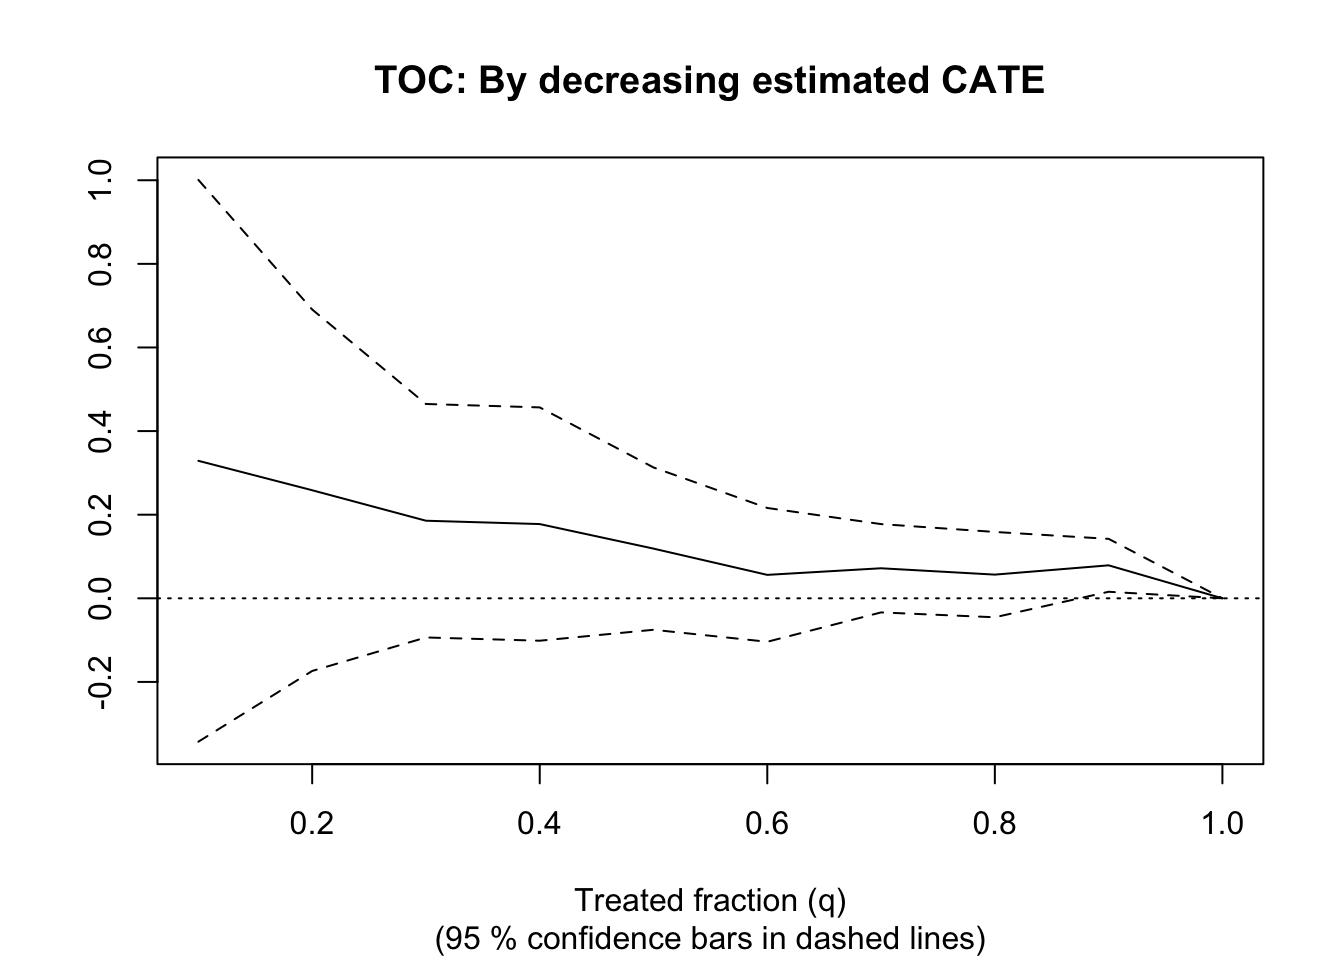 TOC: By decreasing estimated CATE
1.0
0.8
0.6
0.4
0.2
0.0
-0.2
0.2 0.4 0.6 0.8 1.0
Treated fraction (q)
(95 % confidence bars in dashed lines)